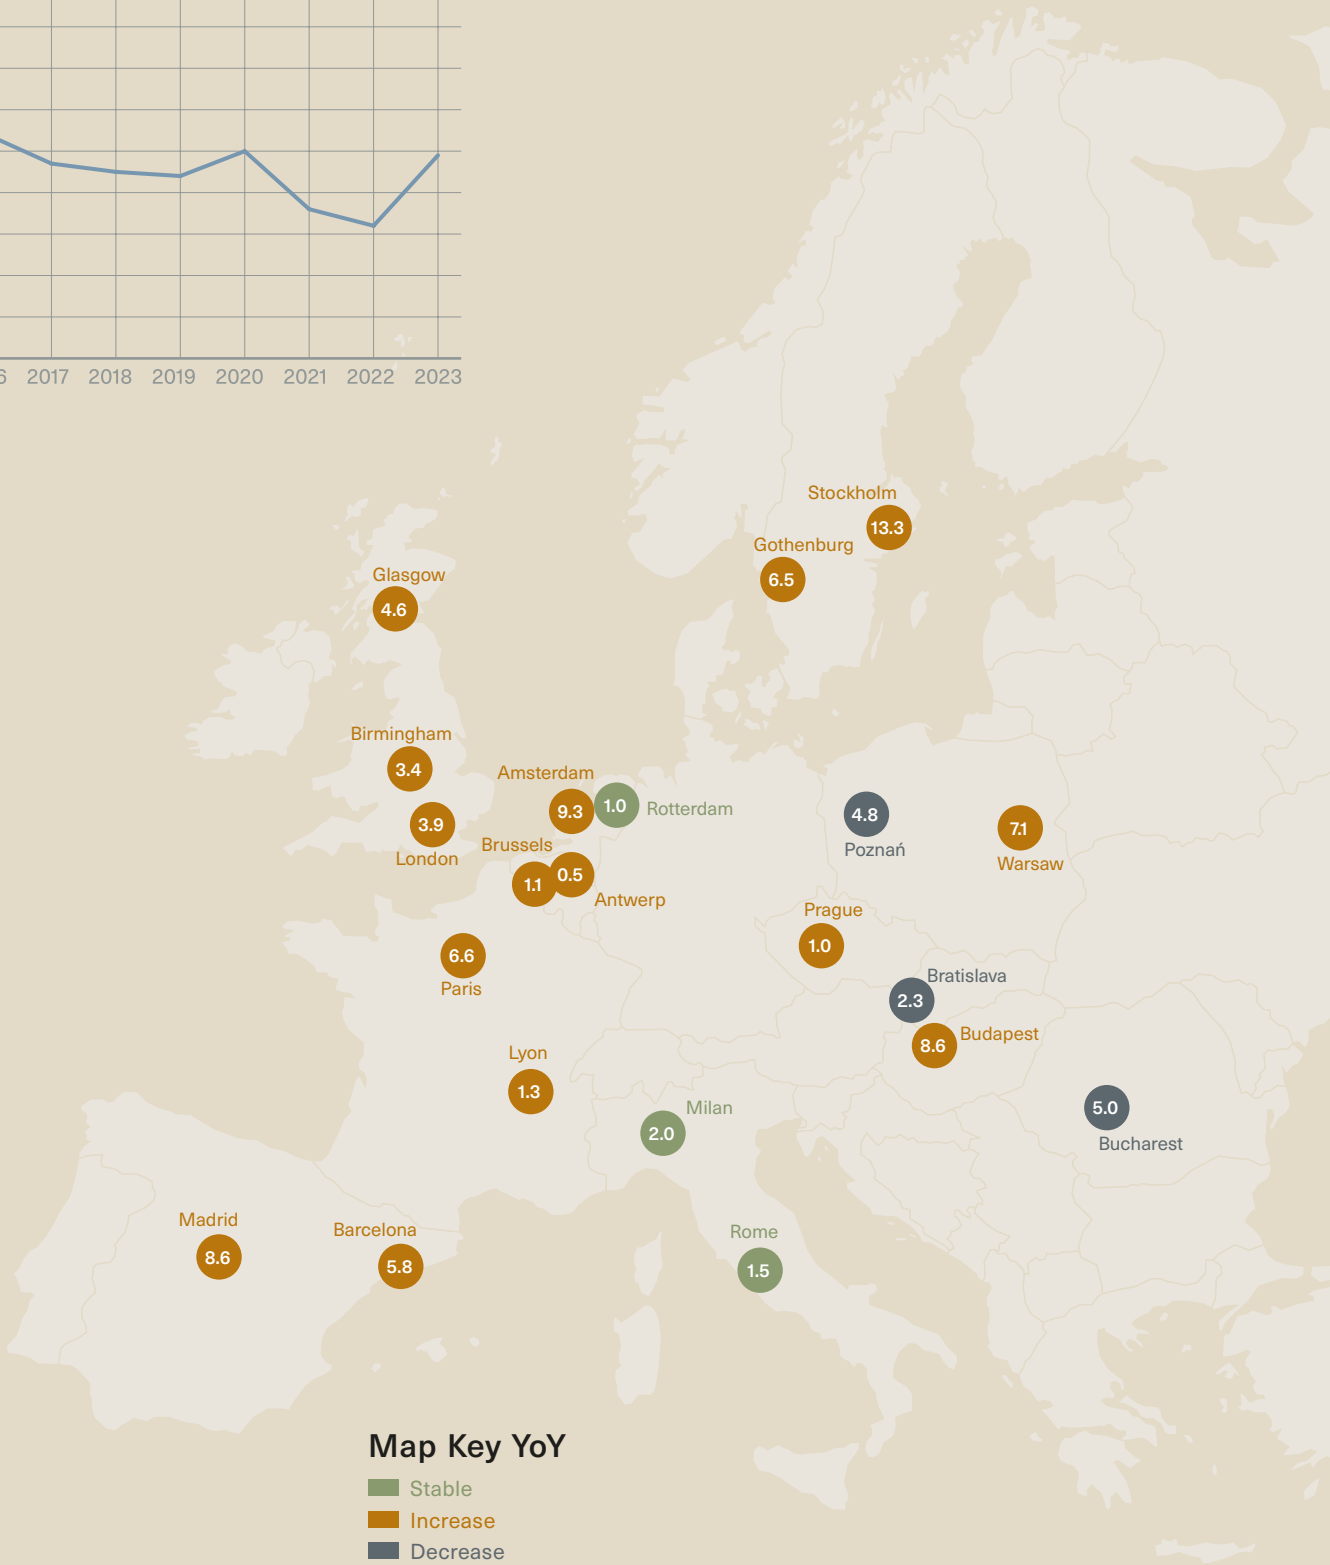 6 2017 2018 2019 2020 2021 2022 2023
Stockholm
13.3
Gothenburg
6.5
Glasgow
4.6
Birmingham
3.4
Amsterdam
9.3
1.0
Rotterdam
4.8
Poznań
7.1
Warsaw
3.9
London
Brussels
1.1
0.5
Antwerp
Prague
1.0
6.6
Paris
Bratislava
2.3
8.6
Budapest
Lyon
1.3
Milan
2.0
5.0
Bucharest
Madrid
8.6
Barcelona
5.8
Rome
1.5
Map Key YoY
Stable
Increase
Decrease